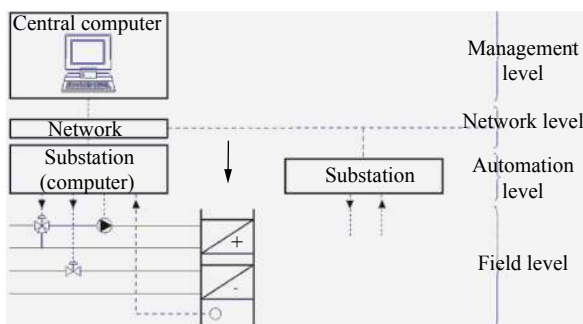 Central computer
Management
level
Network
Network level
Substation
(computer)
Substation
Automation
level
+
-
Field level